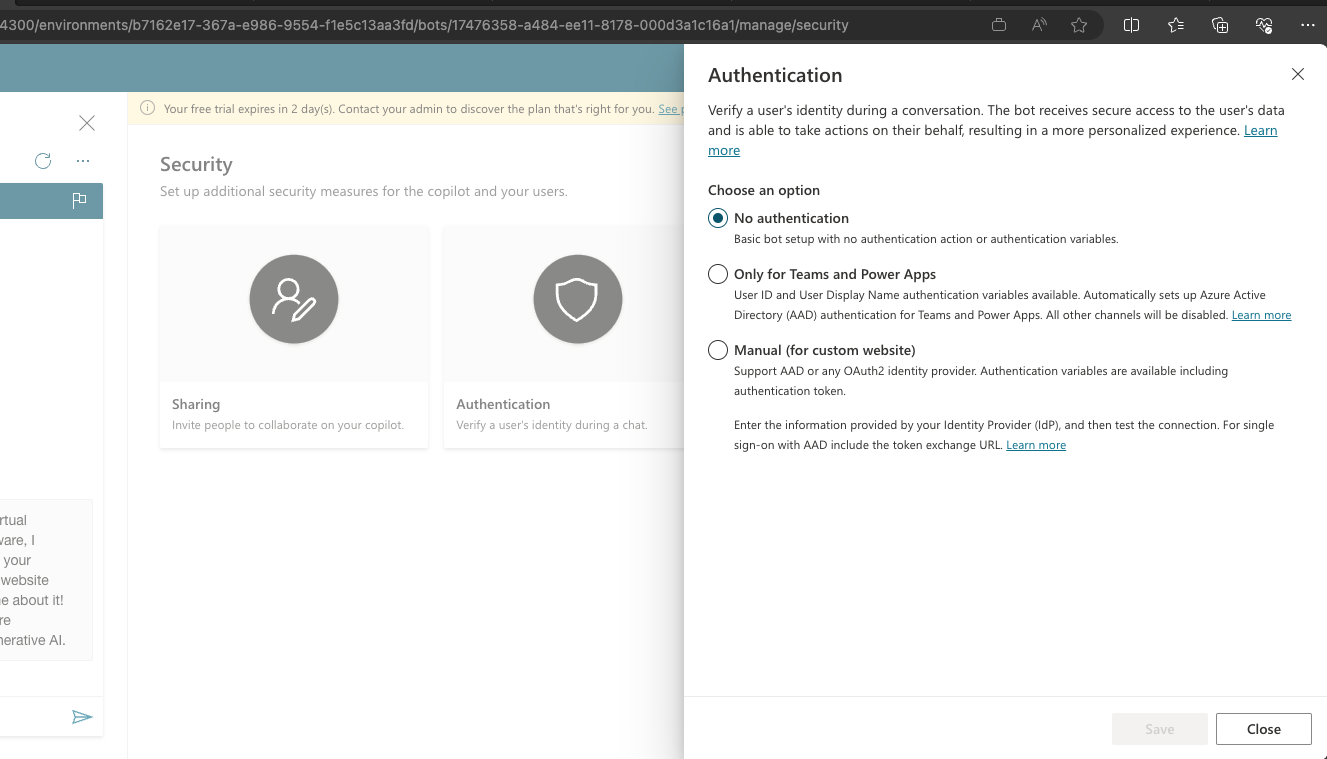 4300/environments/b7162e17-367a-e986-9554-f1e5c13aa3fd/bots/17476358-a484-ee11-8178-000d3a1c16a1/manage/security
Your free trial expires in 2 day(s). Contact your admin to discover the plan that's right for you. See p
Security
Set up additional security measures for the copilot and your users.
Sharing
Invite people to collaborate on your copilot.
Authentication
Verify a user's identity during a chat.
rtual
ware, I
your
website
e about it!
re
nerative AI.
Authentication
Verify a user's identity during a conversation. The bot receives secure access to the user's data
and is able to take actions on their behalf, resulting in a more personalized experience. Learn
more
Choose an option
No authentication
Basic bot setup with no authentication action or authentication variables.
Only for Teams and Power Apps
User ID and User Display Name authentication variables available. Automatically sets up Azure Active
Directory (AAD) authentication for Teams and Power Apps. All other channels will be disabled. Learn more
Manual (for custom website)
Support AAD or any OAuth2 identity provider. Authentication variables are available including
authentication token.
Enter the information provided by your Identity Provider (IdP), and then test the connection. For single
sign-on with AAD include the token exchange URL. Learn more
Save
Close